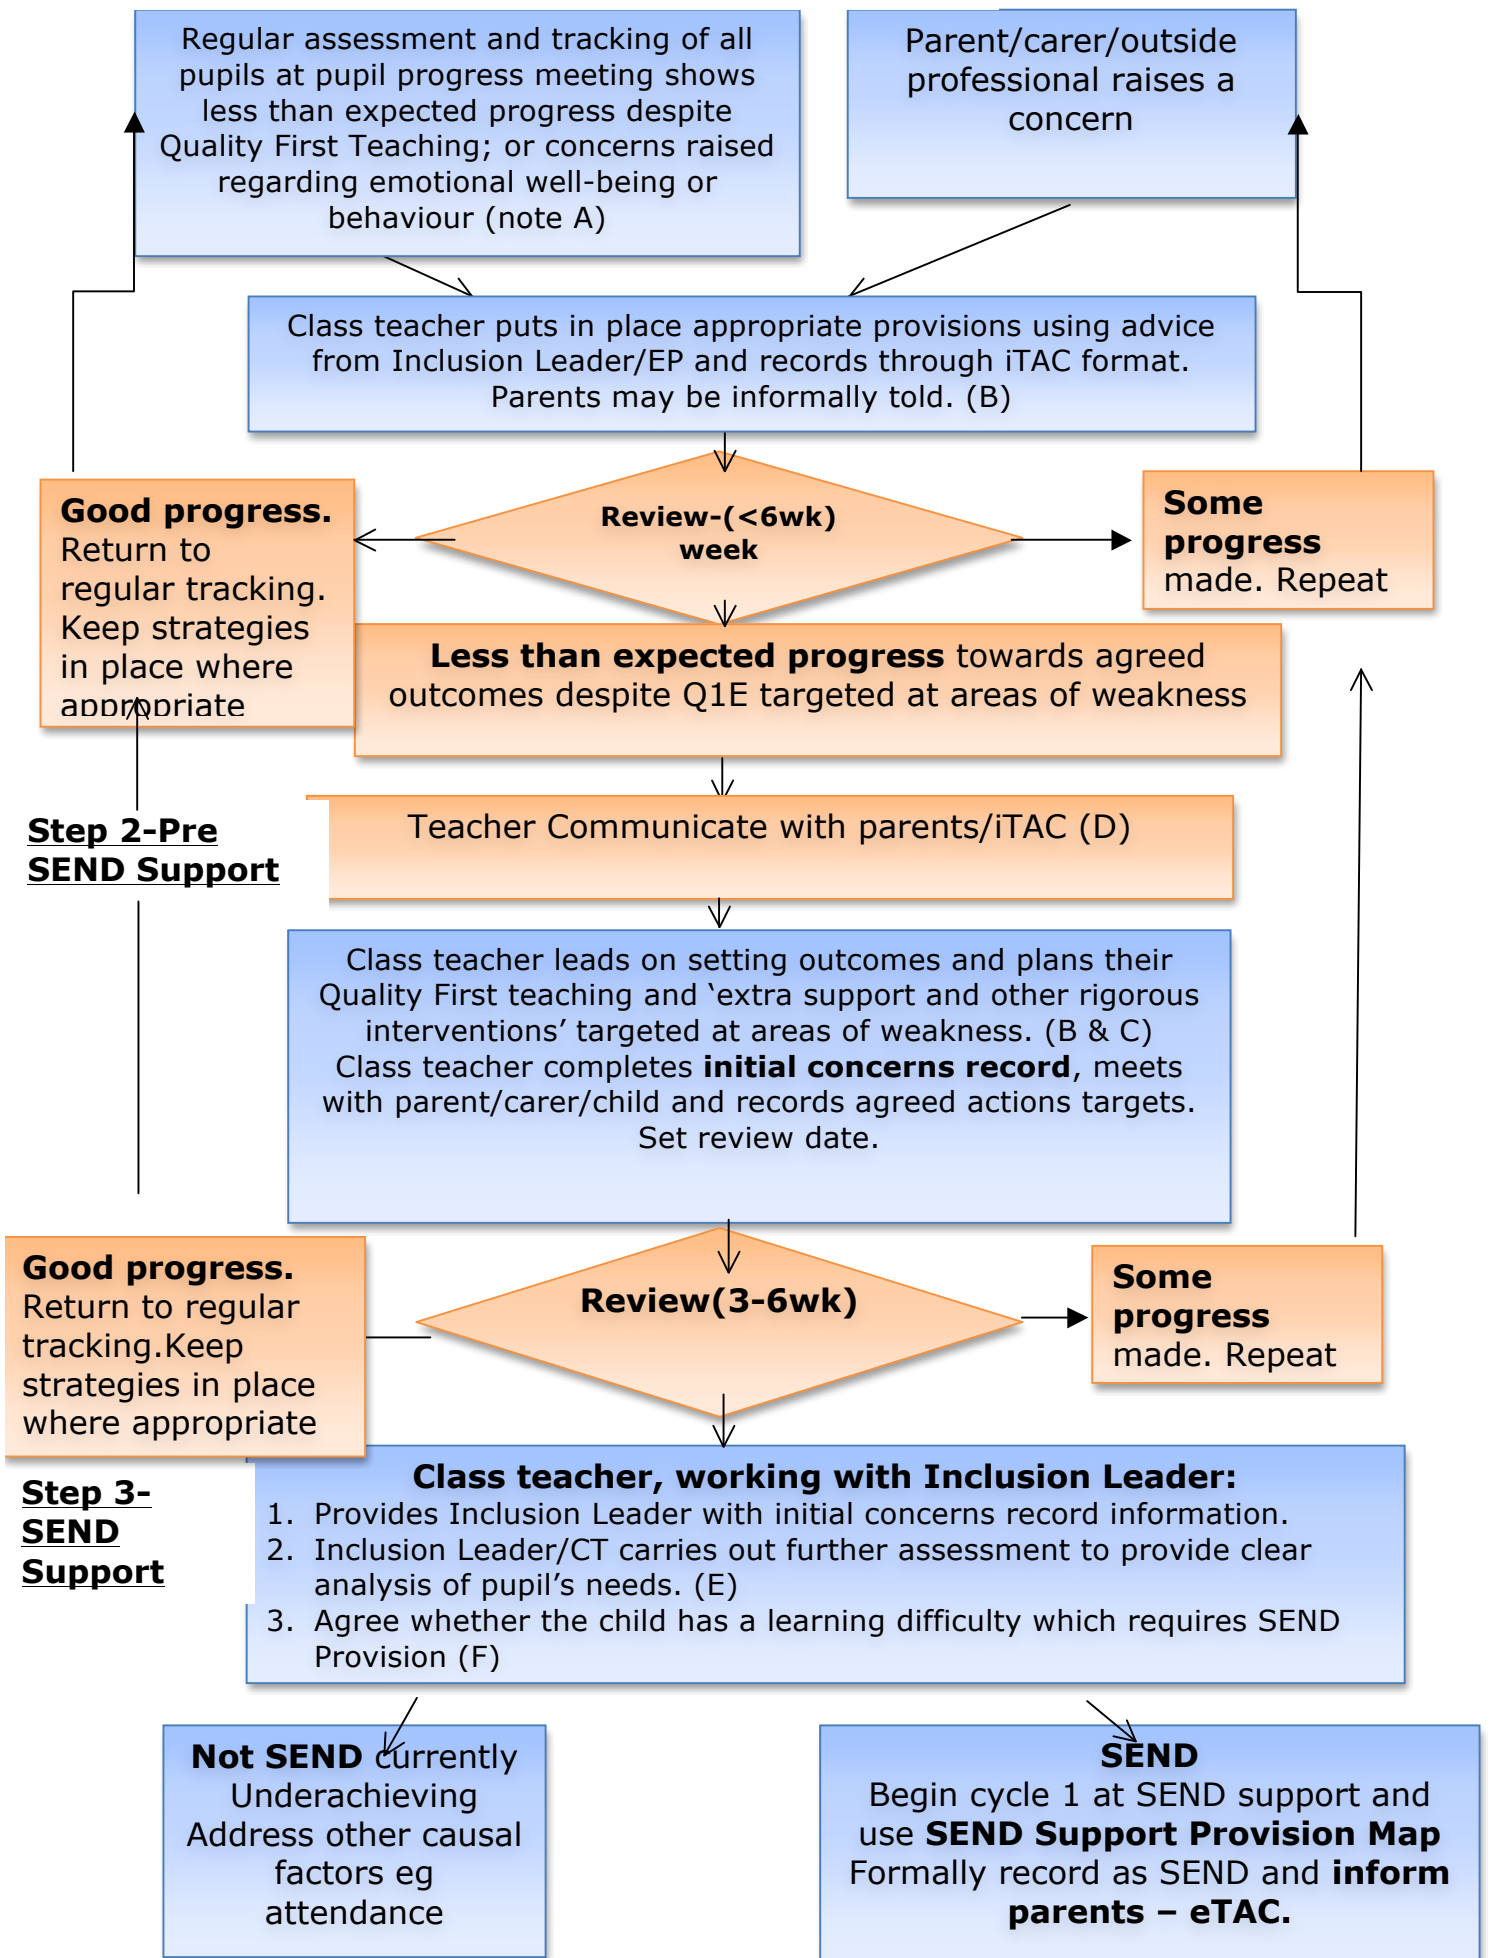 Regular assessment and tracking of all
pupils at pupil progress meeting shows
less than expected progress despite
Quality First Teaching; or concerns raised
regarding emotional well-being or
behaviour (note A)
Parent/carer/outside
professional raises a
concern
Class teacher puts in place appropriate provisions using advice
from Inclusion Leader/EP and records through iTAC format.
Parents may be informally told. (B)
Good progress.
Return to
regular tracking.
Keep strategies
in place where
appropriate
Review-(<6wk)
week
Some
progress
made. Repeat
Less than expected progress towards agreed
outcomes despite Q1E targeted at areas of weakness
Step 2-Pre
SEND Support
Teacher Communicate with parents/iTAC (D)
Class teacher leads on setting outcomes and plans their
Quality First teaching and ‘extra support and other rigorous
interventions’ targeted at areas of weakness. (B & C)
Class teacher completes initial concerns record, meets
with parent/carer/child and records agreed actions targets.
Set review date.
Good progress.
Return to regular
tracking.Keep
strategies in place
where appropriate
Review(3-6wk)
Some
progress
made. Repeat
Step 3-
SEND
Support
Class teacher, working with Inclusion Leader:
1. Provides Inclusion Leader with initial concerns record information.
2. Inclusion Leader/CT carries out further assessment to provide clear
analysis of pupil’s needs. (E)
3. Agree whether the child has a learning difficulty which requires SEND
Provision (F)
Not SEND currently
Underachieving
Address other causal
factors eg
attendance
SEND
Begin cycle 1 at SEND support and
use SEND Support Provision Map
Formally record as SEND and inform
parents – eTAC.